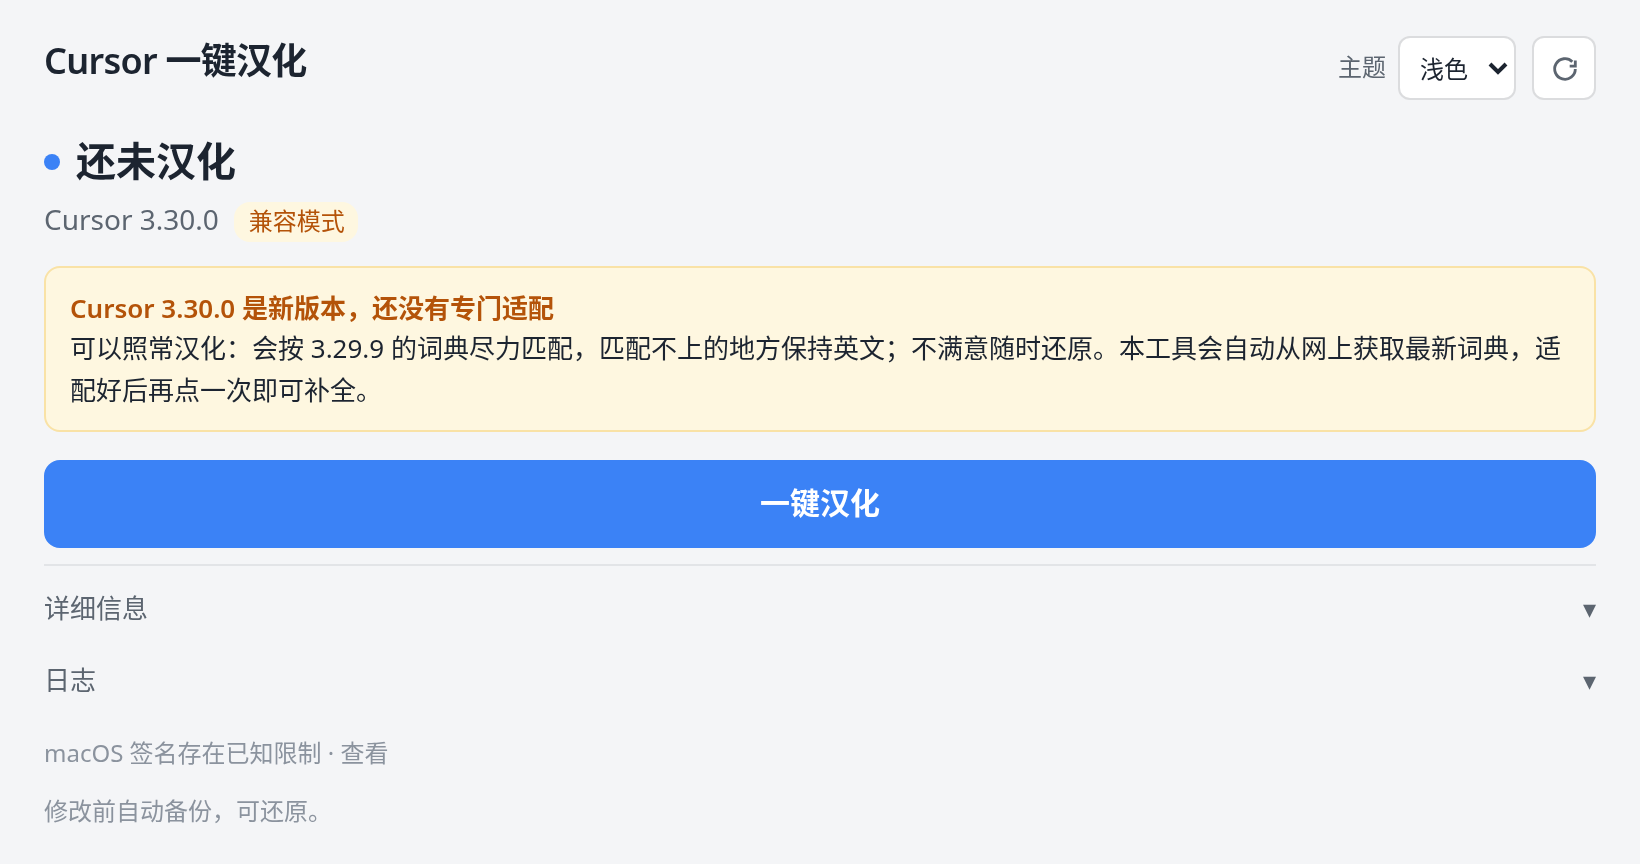 Cursor 一键汉化
主题 浅色
还未汉化
Cursor 3.30.0 兼容模式
Cursor 3.30.0 是新版本，还没有专门适配
可以照常汉化：会按 3.29.9 的词典尽力匹配，匹配不上的地方保持英文；不满意随时还原。本工具会自动从网上获取最新词典，适
配好后再点一次即可补全。
一键汉化
详细信息
日志
macOS 签名存在已知限制 · 查看
修改前自动备份，可还原。